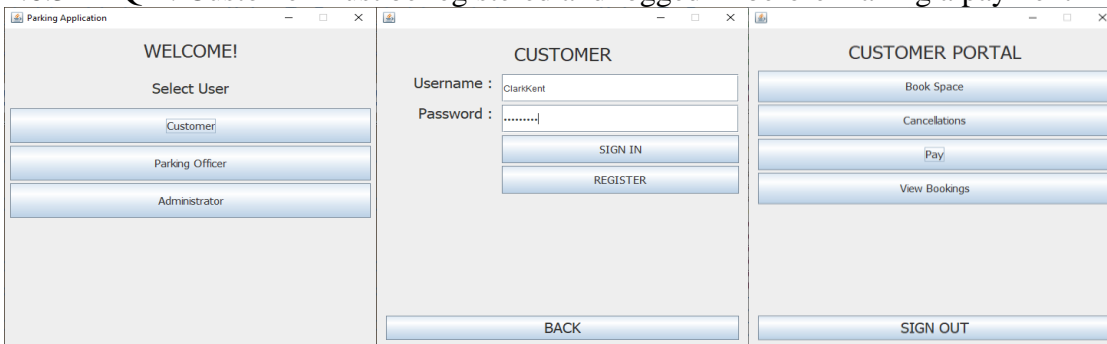 Parking Application
WELCOME!
Select User
Customer
Parking Officer
Administrator
CUSTOMER
Username :
ClarkKent
Password :
•••••••••
SIGN IN
REGISTER
BACK
CUSTOMER PORTAL
Book Space
Cancellations
Pay
View Bookings
SIGN OUT